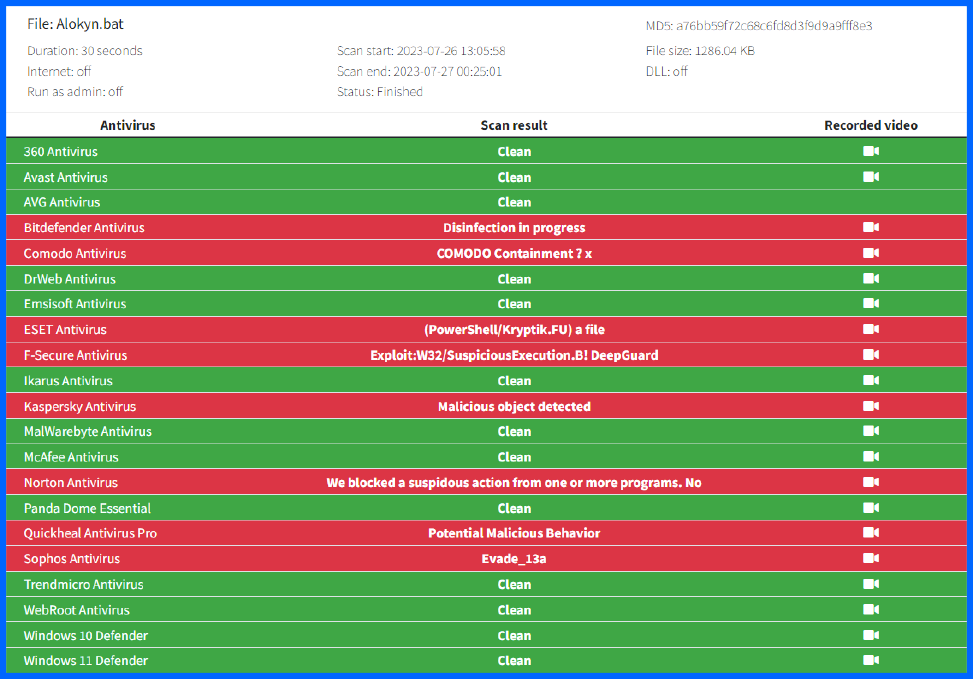 File: Alokyn.bat
MD5: a76bb59f72c68c6fd8d3f9d9a9fff8e3
Duration: 30 seconds Scan start: 2023-07-26 13:05:58 File size: 1286.04 KB
Internet: off Scan end: 2023-07-27 00:25:01 DLL: off
Run as admin: off Status: Finished
Antivirus Scan result Recorded video
360 Antivirus Clean
Avast Antivirus Clean
AVG Antivirus Clean
Bitdefender Antivirus Disinfection in progress
Comodo Antivirus COMODO Containment ? x
DrWeb Antivirus Clean
Emsisoft Antivirus Clean
ESET Antivirus (PowerShell/Kryptik.FU) a file
F-Secure Antivirus Exploit:W32/SuspiciousExecution.B! DeepGuard
Ikarus Antivirus Clean
Kaspersky Antivirus Malicious object detected
MalWarebyte Antivirus Clean
McAfee Antivirus Clean
Norton Antivirus We blocked a suspidous action from one or more programs. No
Panda Dome Essential Clean
Quickheal Antivirus Pro Potential Malicious Behavior
Sophos Antivirus Evade_13a
Trendmicro Antivirus Clean
WebRoot Antivirus Clean
Windows 10 Defender Clean
Windows 11 Defender Clean